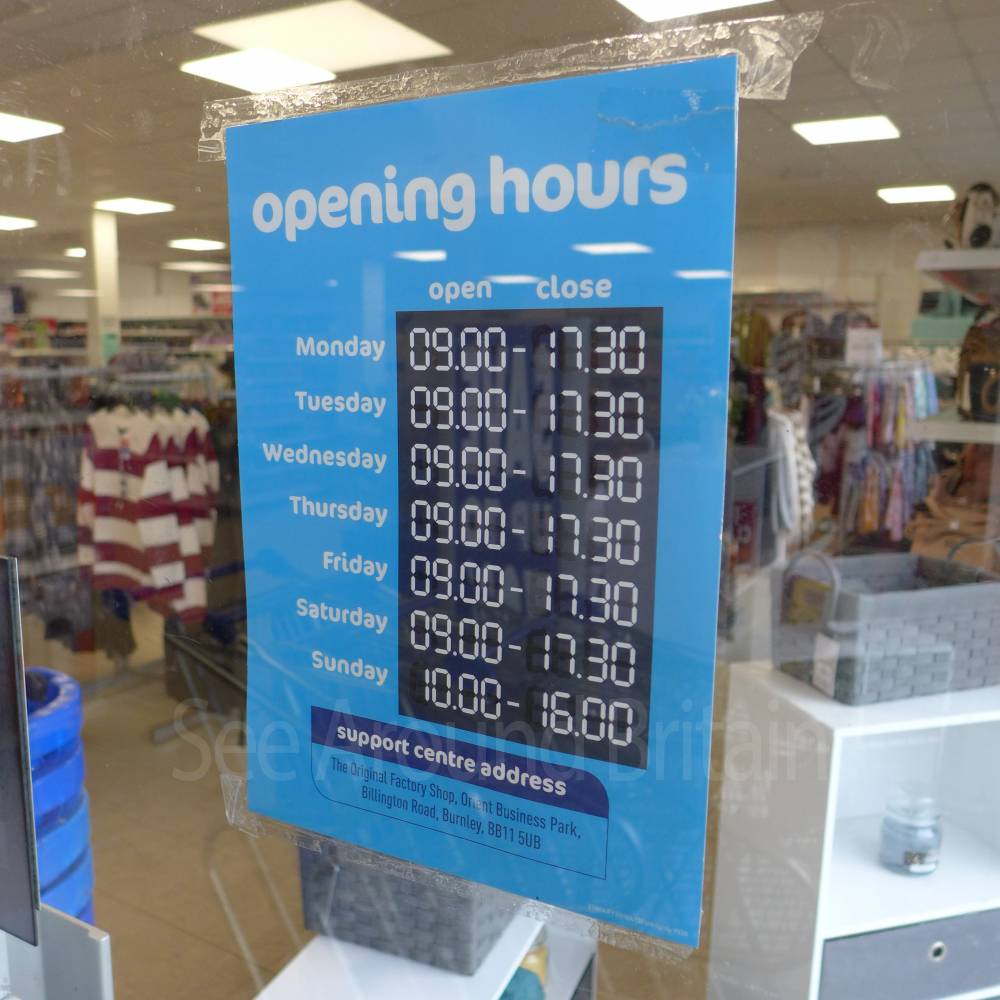 opening hours
open close
Monday 09.00 - 17.30
Tuesday 09.00 - 17.30
Wednesday 09.00 - 17.30
Thursday 09.00 - 17.30
Friday 09.00 - 17.30
Saturday 09.00 - 17.30
Sunday 10.00 - 16.00
support centre address
The Original Factory Shop, Orient Business Park,
Billington Road, Burnley, BB11 5UB
See Around Britain